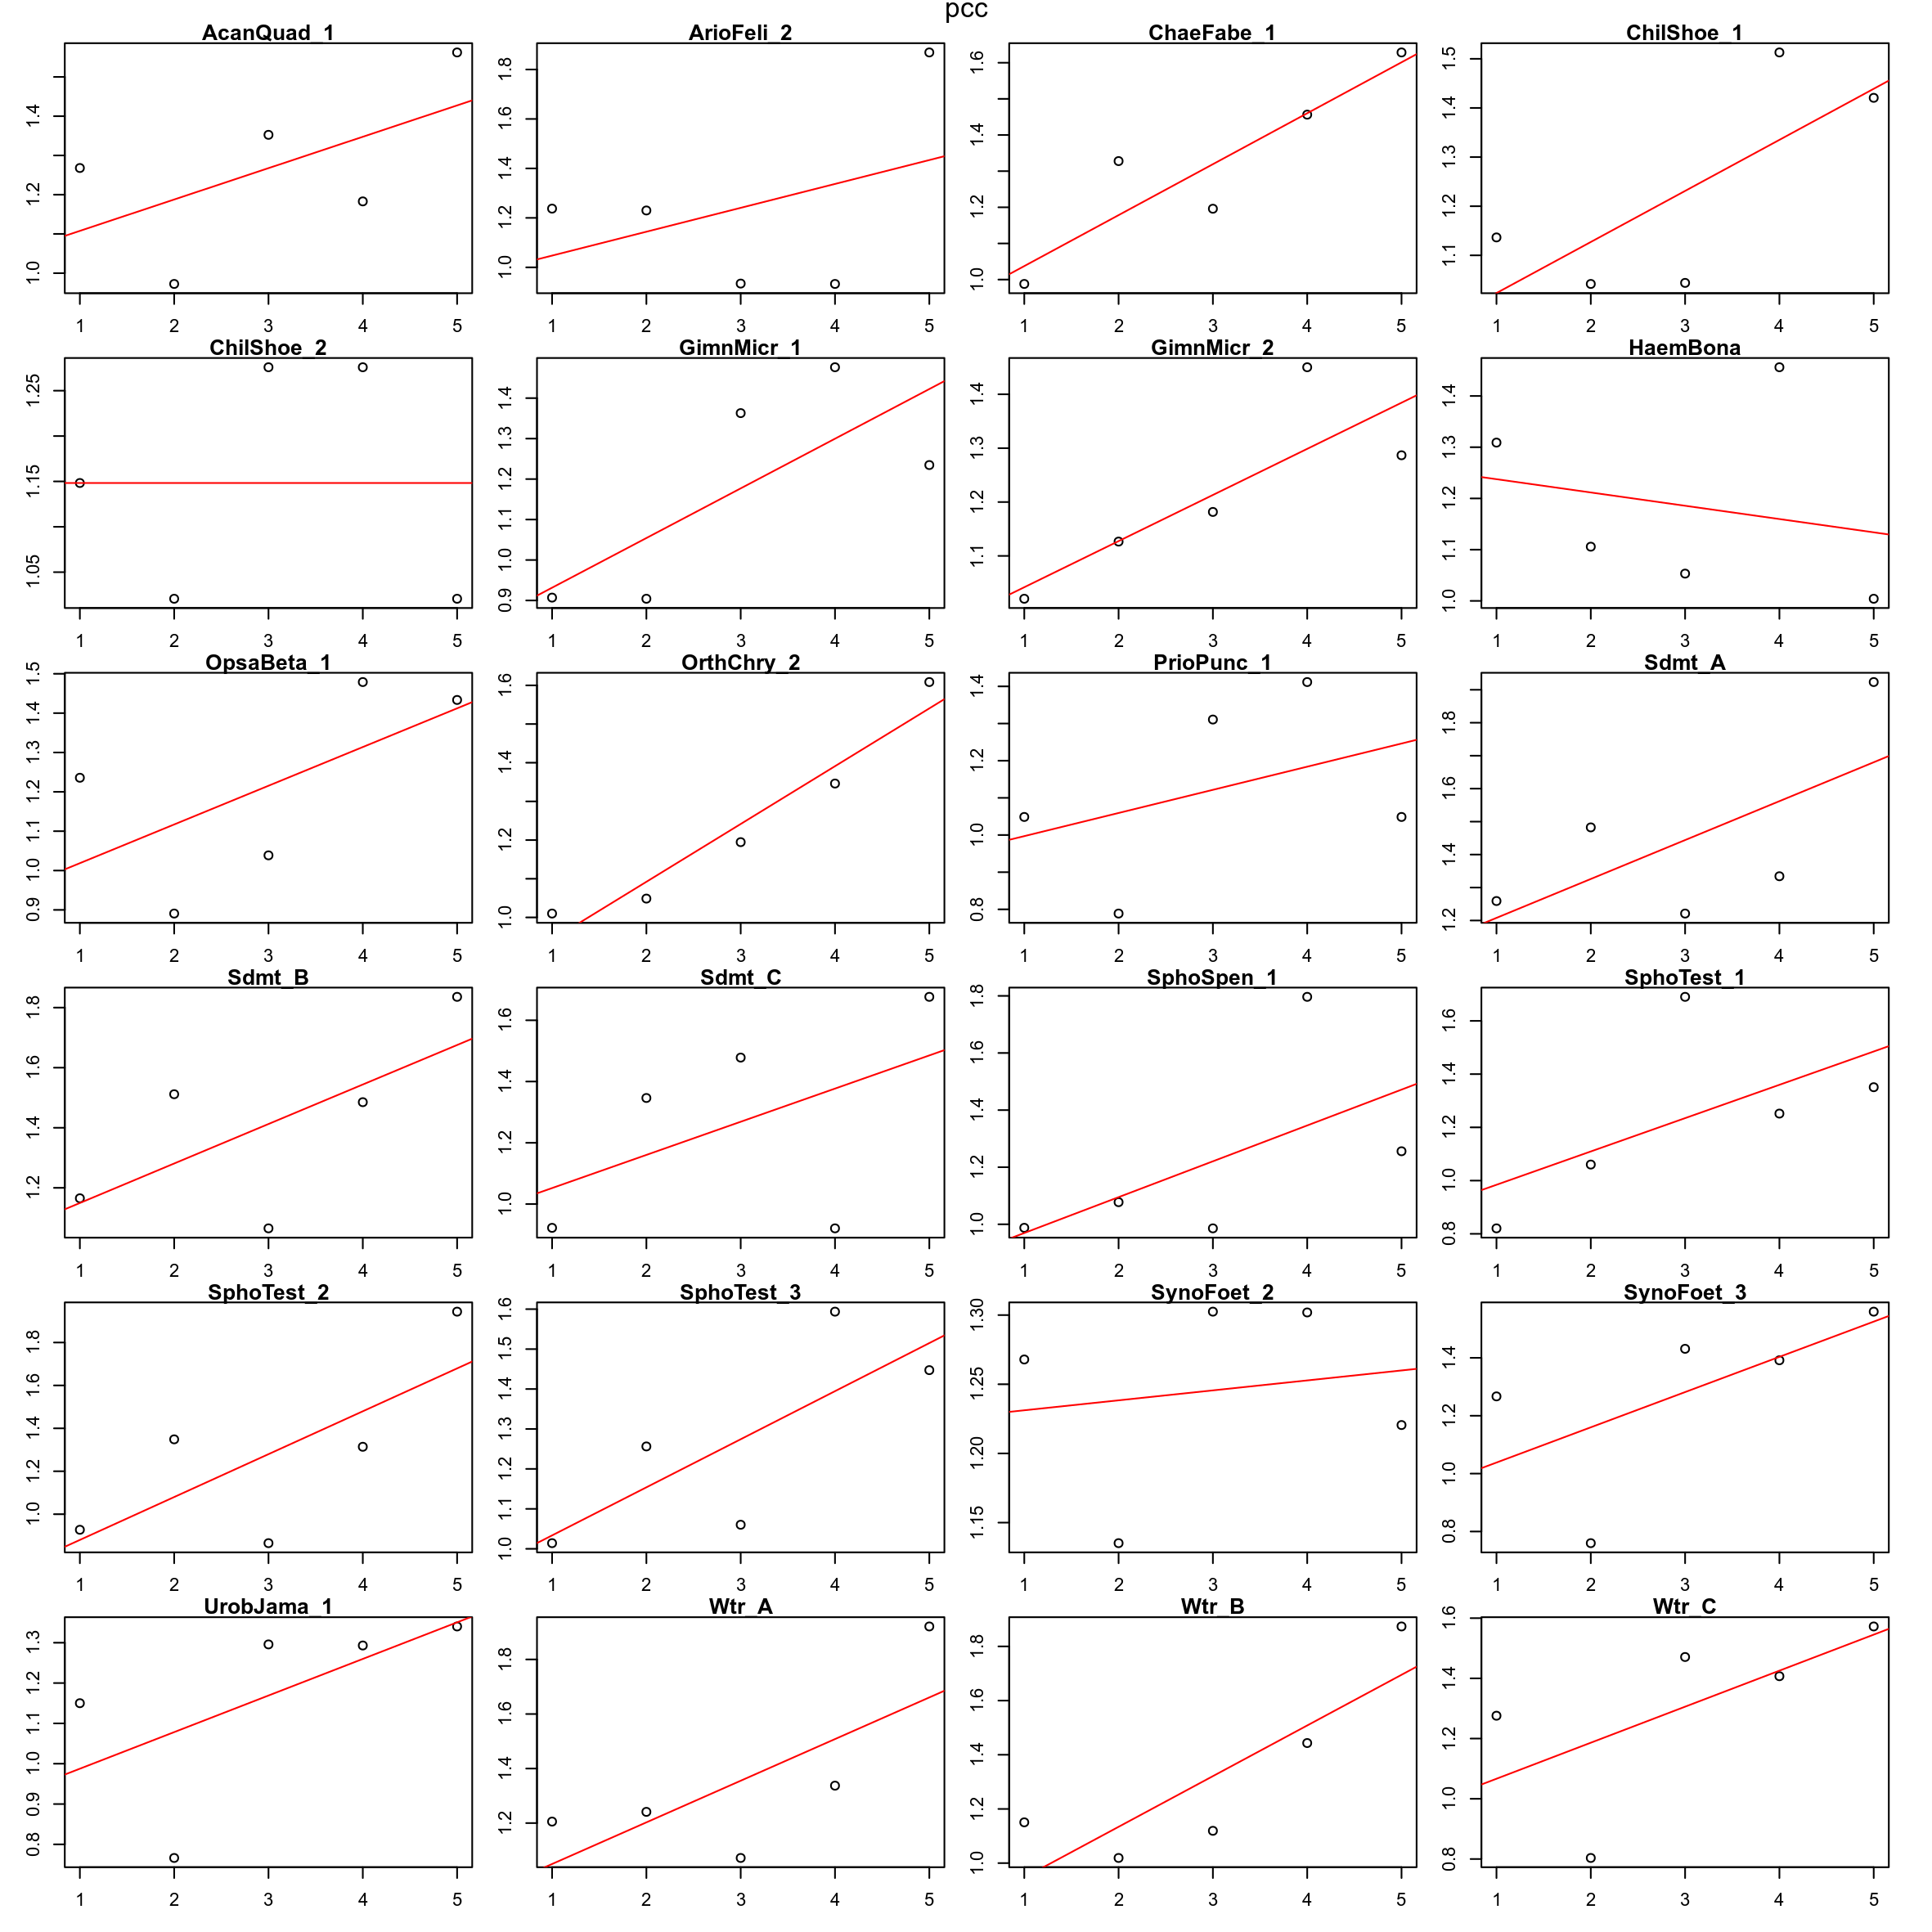 pcc
AcanQuad_1 ArioFeli_2 ChaeFabe_1 ChilShoe_1
1.0 1.2 1.4 1.0 1.2 1.4 1.6 1.8 1.0 1.2 1.4 1.6 1.1 1.2 1.3 1.4 1.5
1 2 3 4 5 1 2 3 4 5 1 2 3 4 5 1 2 3 4 5
ChilShoe_2 GimnMicr_1 GimnMicr_2 HaemBona
1.05 1.15 1.25 0.9 1.0 1.1 1.2 1.3 1.4 1.1 1.2 1.3 1.4 1.0 1.1 1.2 1.3 1.4
1 2 3 4 5 1 2 3 4 5 1 2 3 4 5 1 2 3 4 5
OpsaBeta_1 OrthChry_2 PrioPunc_1 Sdmt_A
0.9 1.0 1.1 1.2 1.3 1.4 1.5 1.0 1.2 1.4 1.6 0.8 1.0 1.2 1.4 1.2 1.4 1.6 1.8
1 2 3 4 5 1 2 3 4 5 1 2 3 4 5 1 2 3 4 5
Sdmt_B Sdmt_C SphoSpen_1 SphoTest_1
1.2 1.4 1.6 1.8 1.0 1.2 1.4 1.6 1.0 1.2 1.4 1.6 1.8 0.8 1.0 1.2 1.4 1.6
1 2 3 4 5 1 2 3 4 5 1 2 3 4 5 1 2 3 4 5
SphoTest_2 SphoTest_3 SynoFoet_2 SynoFoet_3
1.0 1.2 1.4 1.6 1.8 1.0 1.1 1.2 1.3 1.4 1.5 1.6 1.15 1.20 1.25 1.30 0.8 1.0 1.2 1.4
1 2 3 4 5 1 2 3 4 5 1 2 3 4 5 1 2 3 4 5
UrobJama_1 Wtr_A Wtr_B Wtr_C
0.8 0.9 1.0 1.1 1.2 1.3 1.2 1.4 1.6 1.8 1.0 1.2 1.4 1.6 1.8 0.8 1.0 1.2 1.4 1.6
1 2 3 4 5 1 2 3 4 5 1 2 3 4 5 1 2 3 4 5